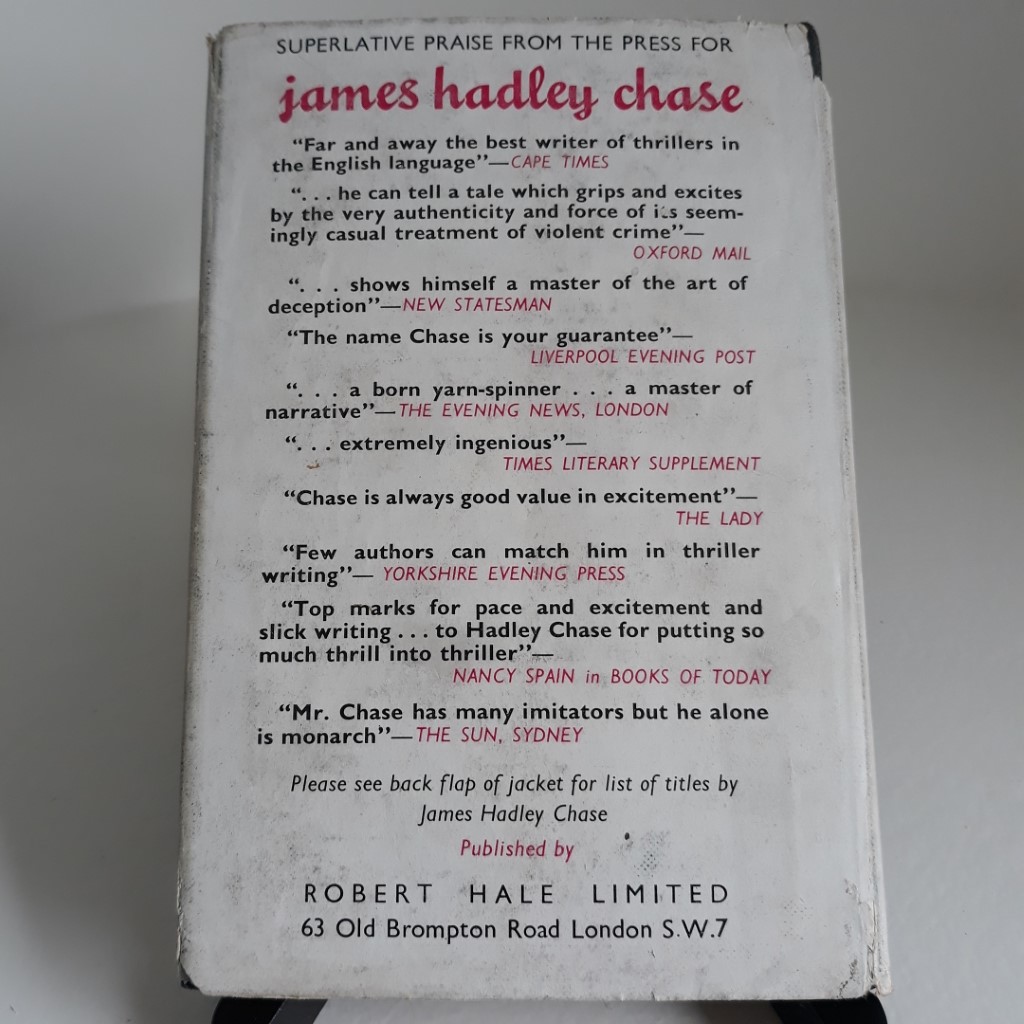 SUPERLATIVE PRAISE FROM THE PRESS FOR
james hadley chase
“Far and away the best writer of thrillers in
the English language”—CAPE TIMES
“. . . he can tell a tale which grips and excites
by the very authenticity and force of its seem-
ingly casual treatment of violent crime”—
OXFORD MAIL
“. . . shows himself a master of the art of
deception”—NEW STATESMAN
“The name Chase is your guarantee”—
LIVERPOOL EVENING POST
“. . . a born yarn-spinner . . . a master of
narrative”—THE EVENING NEWS, LONDON
“. . . extremely ingenious”—
TIMES LITERARY SUPPLEMENT
“Chase is always good value in excitement”—
THE LADY
“Few authors can match him in thriller
writing”— YORKSHIRE EVENING PRESS
“Top marks for pace and excitement and
slick writing . . . to Hadley Chase for putting so
much thrill into thriller”—
NANCY SPAIN in BOOKS OF TODAY
“Mr. Chase has many imitators but he alone
is monarch”—THE SUN, SYDNEY
Please see back flap of jacket for list of titles by
James Hadley Chase
Published by
ROBERT HALE LIMITED
63 Old Brompton Road London S.W.7